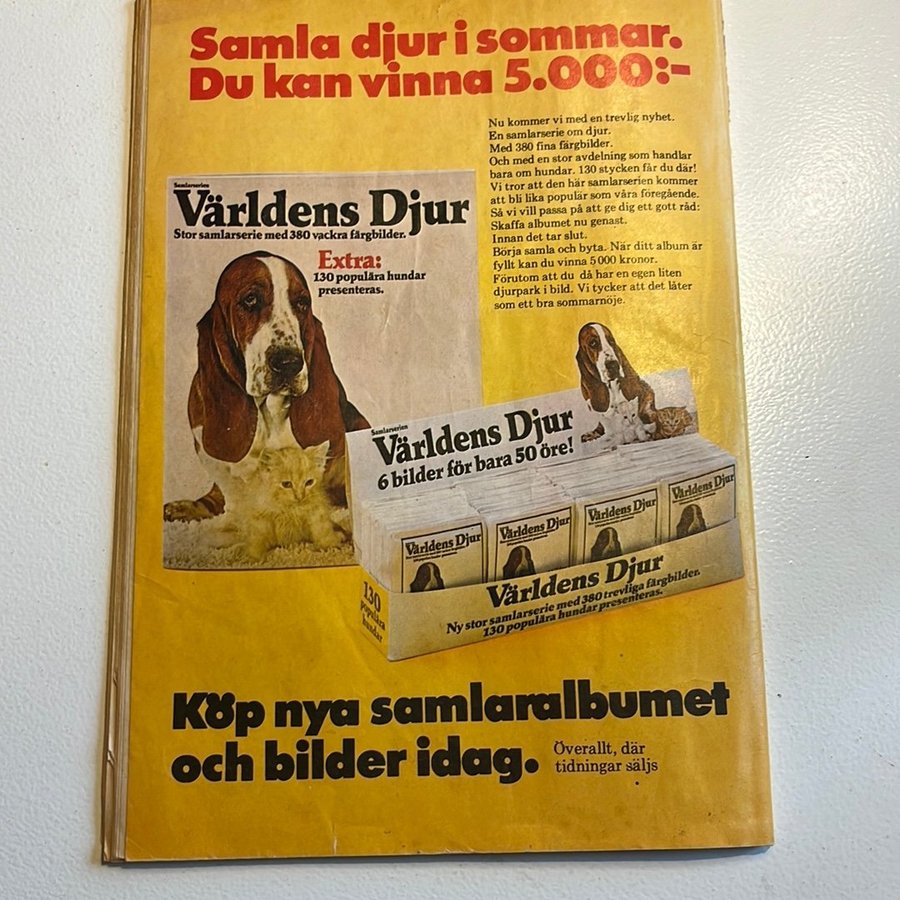 Samla djur i sommar.
Du kan vinna 5.000:-
Nu kommer vi med en trevlig nyhet.
En samlarserie om djur.
Med 380 fina färgbilder.
Och med en stor avdelning som handlar
bara om hundar. 130 stycken får du där!
Vi tror att den här samlarserien kommer
att bli lika populär som våra föregående.
Så vi vill passa på att ge dig ett gott råd:
Skaffa albumet nu genast.
Innan det tar slut.
Börja samla och byta. När ditt album är
fyllt kan du vinna 5 000 kronor.
Förutom att du då har en egen liten
djurpark i bild. Vi tycker att det låter
som ett bra sommarnöje.
Samlarserien
Världens Djur
Stor samlarserie med 380 vackra färgbilder.
Extra:
130 populära hundar
presenteras.
Samlarserien
Världens Djur
6 bilder för bara 50 öre!
Världens Djur
Världens Djur
Världens Djur
Världens Djur
130
populära
hundar
Världens Djur
Ny stor samlarserie med 380 trevliga färgbilder.
130 populära hundar presenteras.
Köp nya samlaralbumet
och bilder idag.
Överallt, där
tidningar säljs